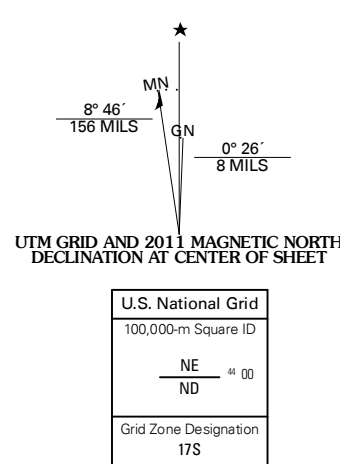 ★
MN
8° 46´
156 MILS
GN
0° 26´
8 MILS
UTM GRID AND 2011 MAGNETIC NORTH
DECLINATION AT CENTER OF SHEET
U.S. National Grid
100,000-m Square ID
NE
44 00
ND
Grid Zone Designation
17S